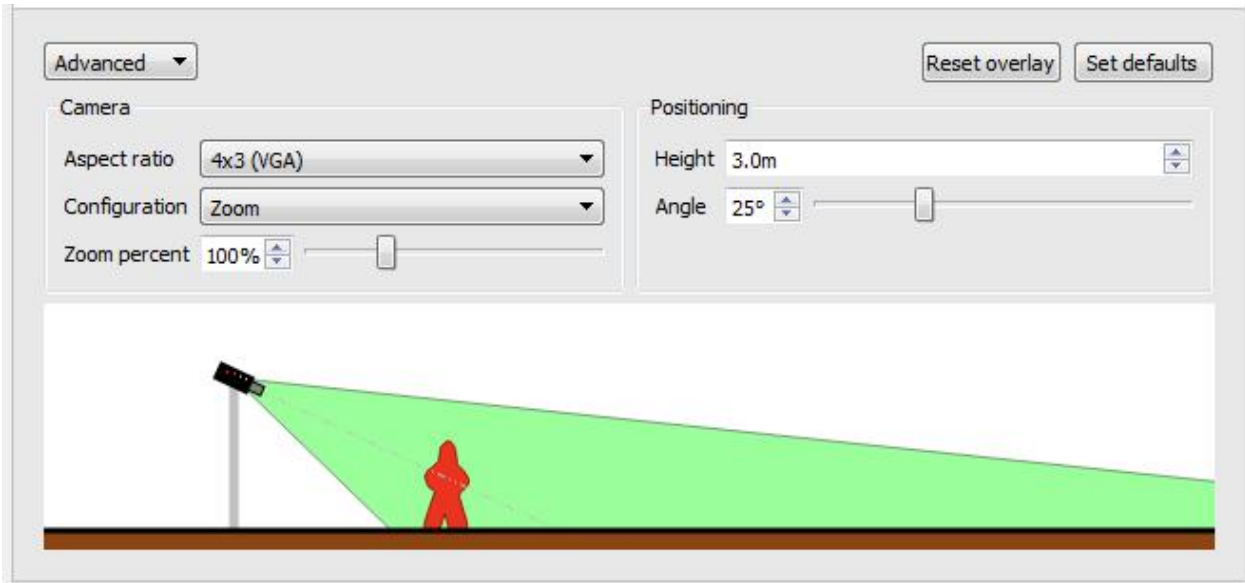 Advanced
Reset overlay
Set defaults
Camera
Aspect ratio 4x3 (VGA)
Configuration Zoom
Zoom percent 100%
Positioning
Height 3.0m
Angle 25°